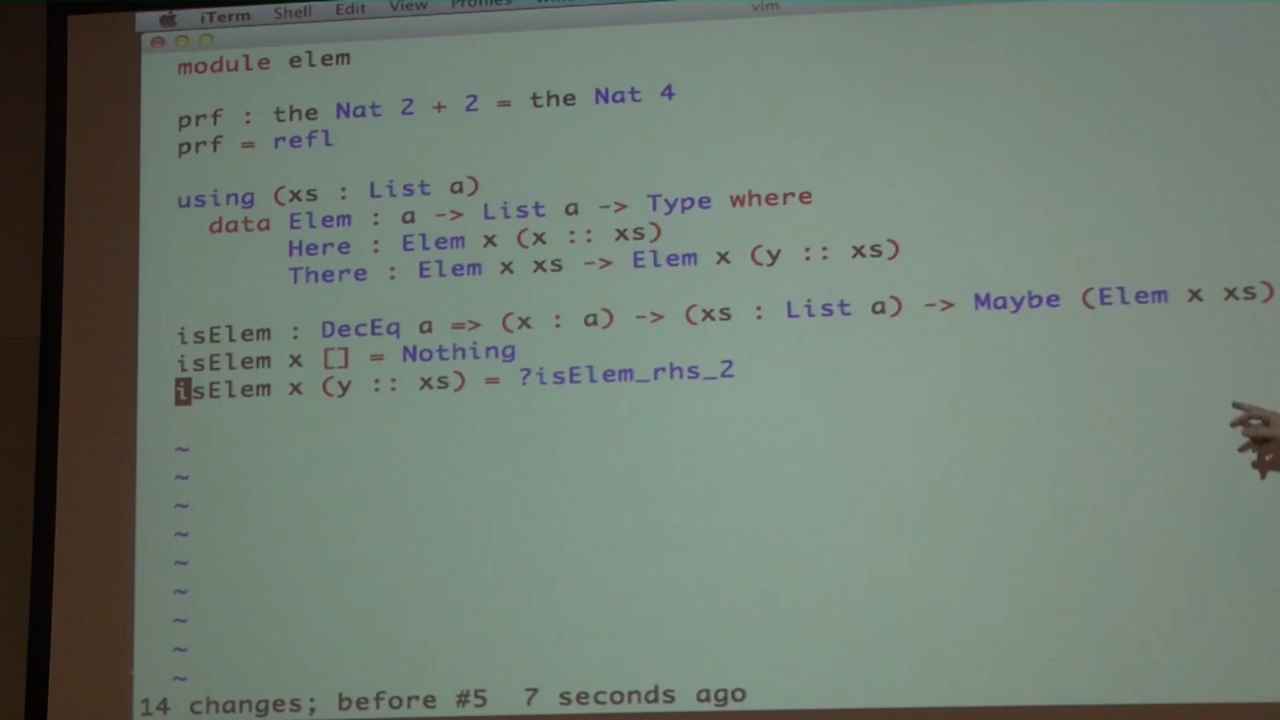 iTerm Shell Edit View Profiles vim
module elem
prf : the Nat 2 + 2 = the Nat 4
prf = refl
using (xs : List a)
data Elem : a -> List a -> Type where
Here : Elem x (x :: xs)
There : Elem x xs -> Elem x (y :: xs)
isElem : DecEq a => (x : a) -> (xs : List a) -> Maybe (Elem x xs)
isElem x [] = Nothing
isElem x (y :: xs) = ?isElem_rhs_2
~
~
~
~
~
~
~
~
~
14 changes; before #5 7 seconds ago